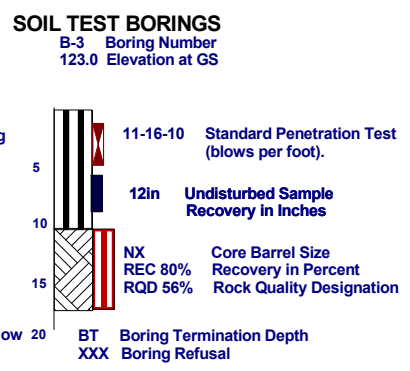 SOIL TEST BORINGS
B-3 Boring Number
123.0 Elevation at GS
11-16-10 Standard Penetration Test
(blows per foot).
5
12in Undisturbed Sample
Recovery in Inches
10
NX Core Barrel Size
REC 80% Recovery in Percent
15 RQD 56% Rock Quality Designation
20 BT Boring Termination Depth
XXX Boring Refusal